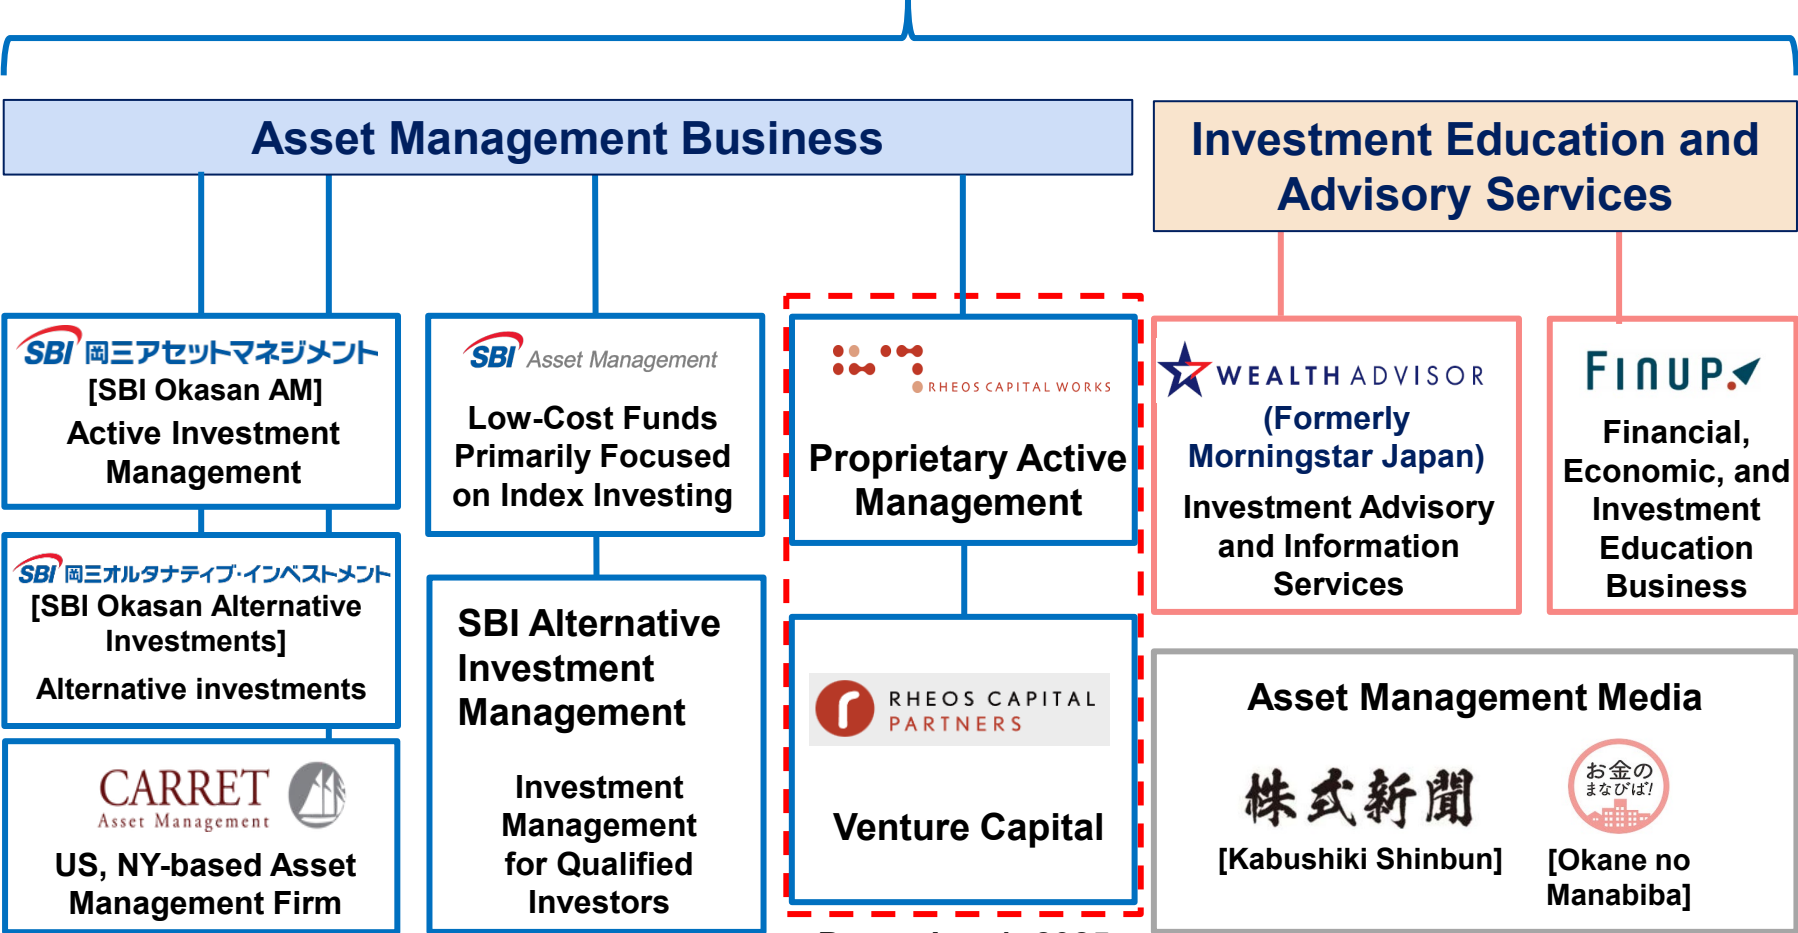 Asset Management Business
Investment Education and
Advisory Services
SBI 岡三アセットマネジメント
[SBI Okasan AM]
Active Investment
Management
SBI 岡三オルタナティブ・インベストメント
[SBI Okasan Alternative
Investments]
Alternative investments
CARRET
Asset Management
US, NY-based Asset
Management Firm
SBI Asset Management
Low-Cost Funds
Primarily Focused
on Index Investing
SBI Alternative
Investment
Management
Investment
Management
for Qualified
Investors
RHEOS CAPITAL WORKS
Proprietary Active
Management
RHEOS CAPITAL
PARTNERS
Venture Capital
WEALTH ADVISOR
(Formerly
Morningstar Japan)
Investment Advisory
and Information
Services
FINUP.
Financial,
Economic, and
Investment
Education
Business
Asset Management Media
株式新聞
[Kabushiki Shinbun]
お金の
まなびば!
[Okane no
Manabiba]